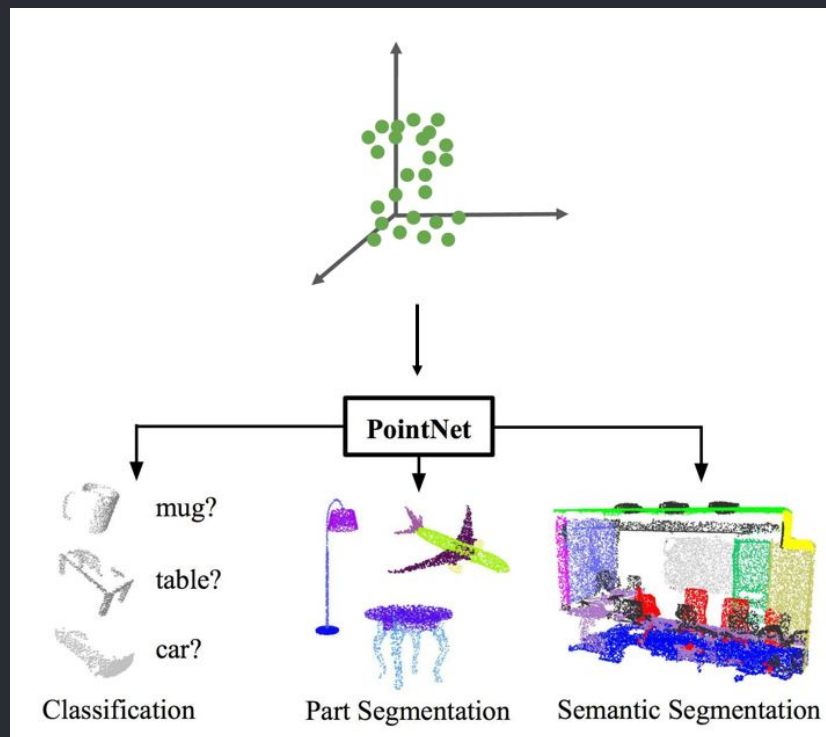 PointNet
mug?
table?
car?
Classification
Part Segmentation
Semantic Segmentation